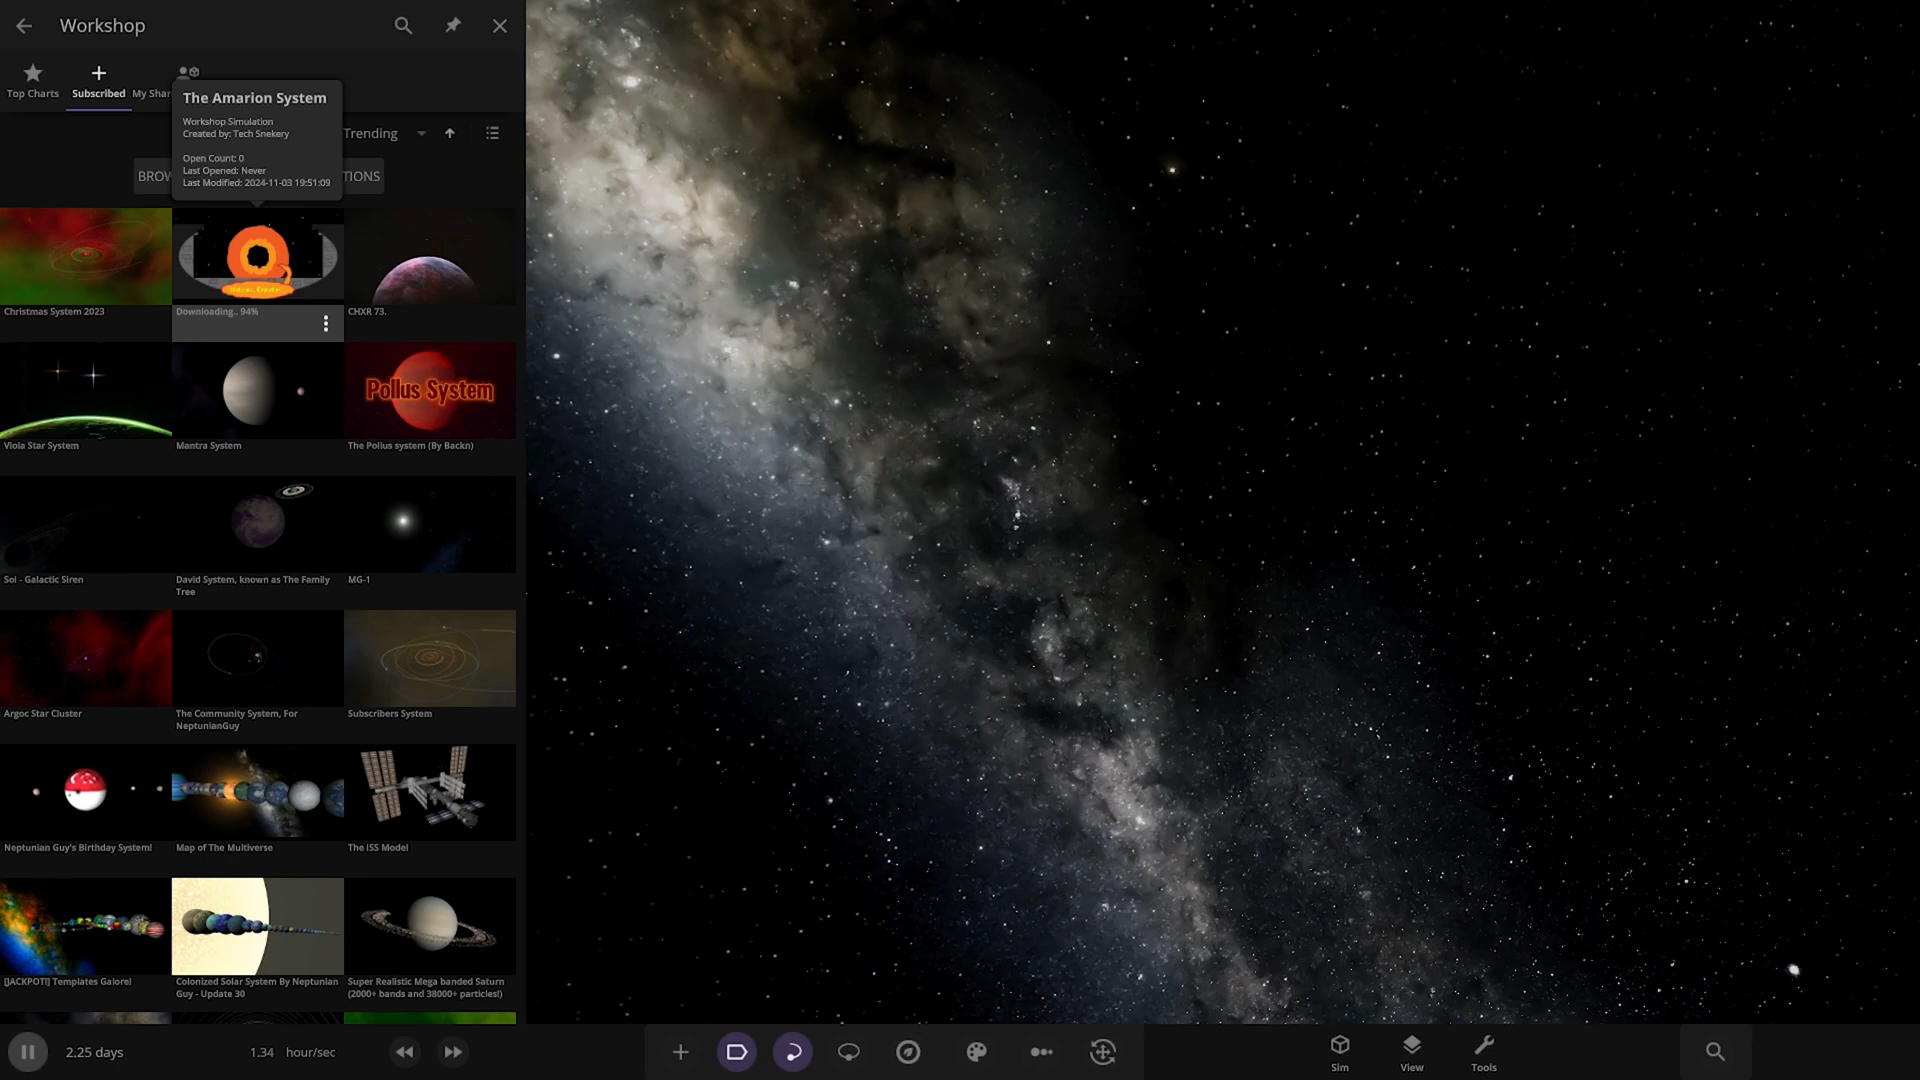 Workshop
Top Charts
Subscribed
My Shar
The Amarion System
Workshop Simulation
Created by: Tech Snekery
Open Count: 0
Last Opened: Never
Last Modified: 2024-11-03 19:51:09
Trending
BROW
TIONS
Christmas System 2023
Downloading.. 94%
CHXR 73.
Pollus System
Viola Star System
Mantra System
The Pollus system (By Backn)
Sol - Galactic Siren
David System, known as The Family
Tree
MG-1
Argoc Star Cluster
The Community System, For
NeptunianGuy
Subscribers System
Neptunian Guy's Birthday System!
Map of The Multiverse
The ISS Model
[JACKPOT!] Templates Galore!
Colonized Solar System By Neptunian
Guy - Update 30
Super Realistic Mega banded Saturn
(2000+ bands and 38000+ particles!)
2.25 days
1.34 hour/sec
Sim
View
Tools